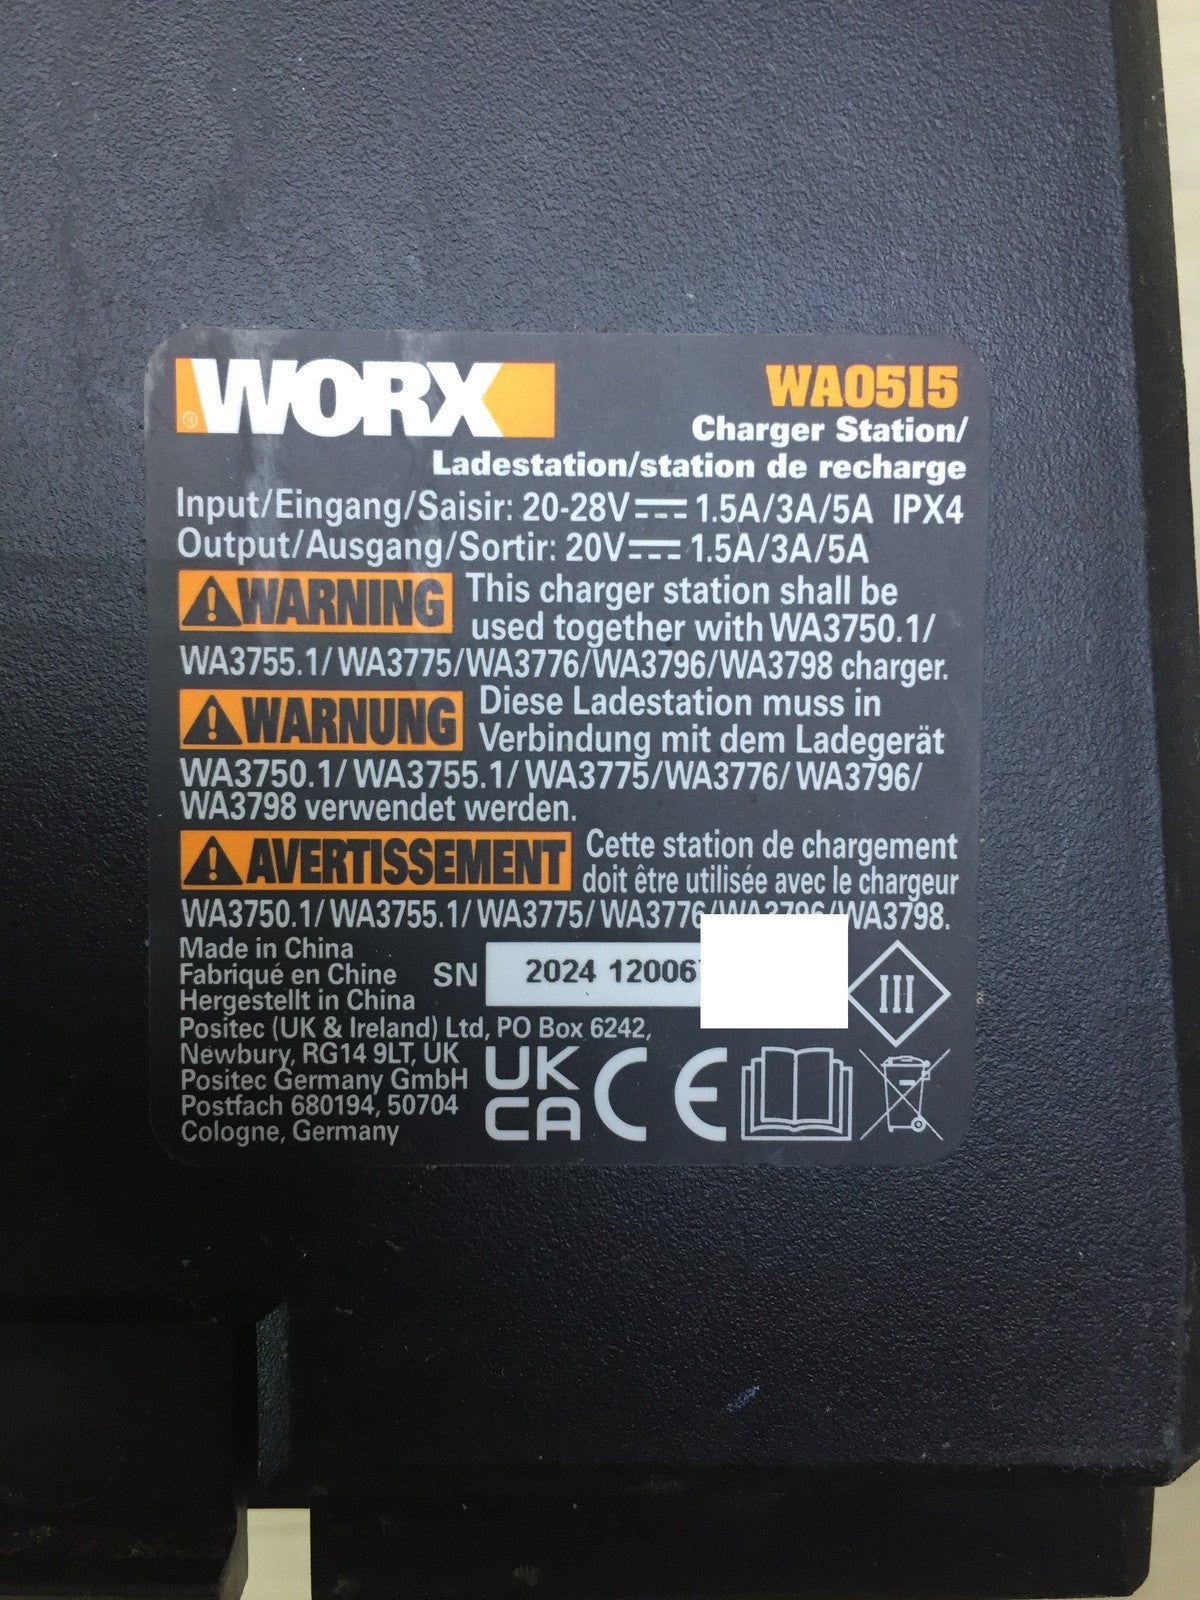 WORX
®
WA0515
Charger Station/
Ladestation/station de recharge
Input/Eingang/Saisir: 20-28V 1.5A/3A/5A IPX4
Output/Ausgang/Sortir: 20V 1.5A/3A/5A
WARNING This charger station shall be
used together with WA3750.1/
WA3755.1/ WA3775/WA3776/WA3796/WA3798 charger.
WARNUNG Diese Ladestation muss in
Verbindung mit dem Ladegerät
WA3750.1/ WA3755.1/ WA3775/WA3776/ WA3796/
WA3798 verwendet werden.
AVERTISSEMENT Cette station de chargement
doit être utilisée avec le chargeur
WA3750.1/ WA3755.1/ WA3775/ WA3776/WA3796/WA3798.
Made in China
Fabriqué en Chine
Hergestellt in China
SN 2024 12006
III
Positec (UK & Ireland) Ltd, PO Box 6242,
Newbury, RG14 9LT, UK
Positec Germany GmbH
Postfach 680194, 50704
Cologne, Germany
UK
CA
CE